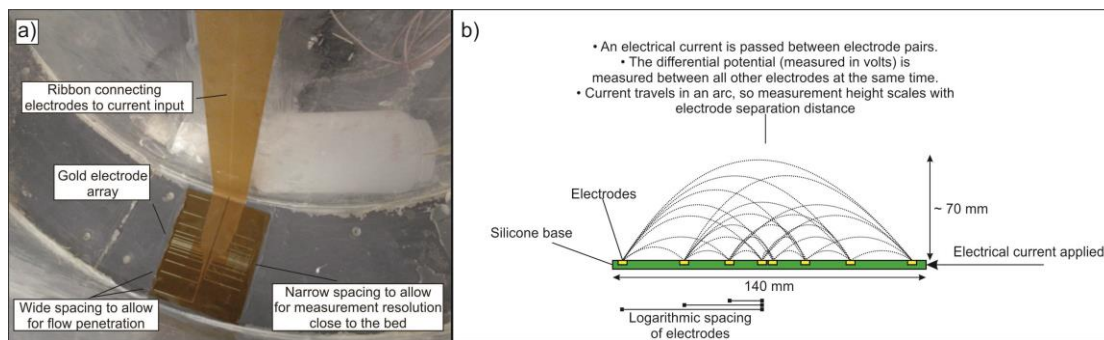 a)
Ribbon connecting
electrodes to current input
Gold electrode
array
Wide spacing to allow
for flow penetration
Narrow spacing to allow
for measurement resolution
close to the bed
b)
• An electrical current is passed between electrode pairs.
• The differential potential (measured in volts) is
measured between all other electrodes at the same time.
• Current travels in an arc, so measurement height scales with
electrode separation distance
Electrodes
~ 70 mm
Silicone base
Electrical current applied
140 mm
Logarithmic spacing
of electrodes